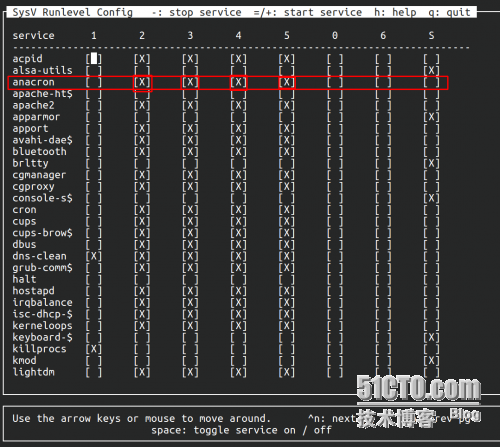 SysV Runlevel Config   -: stop service  =/+: start service  h: help  q: quit
service      1      2      3      4      5      0      6      S
acpid       [ ]    [X]    [X]    [X]    [X]    [ ]    [ ]    [ ]
alsa-utils  [ ]    [ ]    [ ]    [ ]    [ ]    [ ]    [ ]    [X]
anacron     [ ]    [X]    [X]    [X]    [X]    [ ]    [ ]    [ ]
apache-ht$  [ ]    [ ]    [ ]    [ ]    [ ]    [ ]    [ ]    [ ]
apache2     [ ]    [X]    [X]    [X]    [X]    [ ]    [ ]    [ ]
apparmor    [ ]    [ ]    [ ]    [ ]    [ ]    [ ]    [ ]    [X]
apport      [ ]    [X]    [X]    [X]    [X]    [ ]    [ ]    [ ]
avahi-dae$  [ ]    [X]    [X]    [X]    [X]    [ ]    [ ]    [ ]
bluetooth   [ ]    [X]    [X]    [X]    [X]    [ ]    [ ]    [ ]
brltty      [ ]    [ ]    [ ]    [ ]    [ ]    [ ]    [ ]    [X]
cgmanager   [ ]    [X]    [X]    [X]    [X]    [ ]    [ ]    [ ]
cgproxy     [ ]    [X]    [X]    [X]    [X]    [ ]    [ ]    [ ]
console-s$  [ ]    [ ]    [ ]    [ ]    [ ]    [ ]    [ ]    [X]
cron        [ ]    [X]    [X]    [X]    [X]    [ ]    [ ]    [ ]
cups        [ ]    [X]    [X]    [X]    [X]    [ ]    [ ]    [ ]
cups-brow$  [ ]    [X]    [X]    [X]    [X]    [ ]    [ ]    [ ]
dbus        [ ]    [X]    [X]    [X]    [X]    [ ]    [ ]    [ ]
dns-clean   [X]    [X]    [X]    [X]    [X]    [ ]    [ ]    [ ]
grub-comm$  [ ]    [X]    [X]    [X]    [X]    [ ]    [ ]    [ ]
halt        [ ]    [ ]    [ ]    [ ]    [ ]    [ ]    [ ]    [ ]
hostapd     [ ]    [X]    [X]    [X]    [X]    [ ]    [ ]    [ ]
irqbalance  [ ]    [X]    [X]    [X]    [X]    [ ]    [ ]    [ ]
isc-dhcp-$  [ ]    [X]    [X]    [X]    [X]    [ ]    [ ]    [ ]
kerneloops  [ ]    [X]    [X]    [X]    [X]    [ ]    [ ]    [ ]
keyboard-$  [ ]    [ ]    [ ]    [ ]    [ ]    [ ]    [ ]    [X]
killprocs   [X]    [ ]    [ ]    [ ]    [ ]    [ ]    [ ]    [ ]
kmod        [ ]    [ ]    [ ]    [ ]    [ ]    [ ]    [ ]    [X]
lightdm     [ ]    [X]    [X]    [X]    [X]    [ ]    [ ]    [ ]
51CTO.com
技术博客 Blog
Use the arrow keys or mouse to move around.      ^n: next
space: toggle service on / off